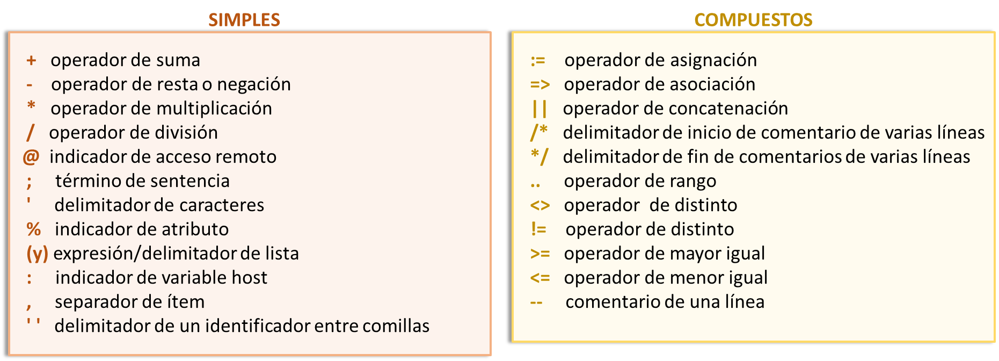 SIMPLES
+ operador de suma
- operador de resta o negación
* operador de multiplicación
/ operador de división
@ indicador de acceso remoto
; término de sentencia
' delimitador de caracteres
% indicador de atributo
(y) expresión/delimitador de lista
: indicador de variable host
, separador de ítem
' ' delimitador de un identificador entre comillas
COMPUESTOS
:= operador de asignación
=> operador de asociación
|| operador de concatenación
/* delimitador de inicio de comentario de varias líneas
*/ delimitador de fin de comentarios de varias líneas
.. operador de rango
<> operador de distinto
!= operador de distinto
>= operador de mayor igual
<= operador de menor igual
-- comentario de una línea